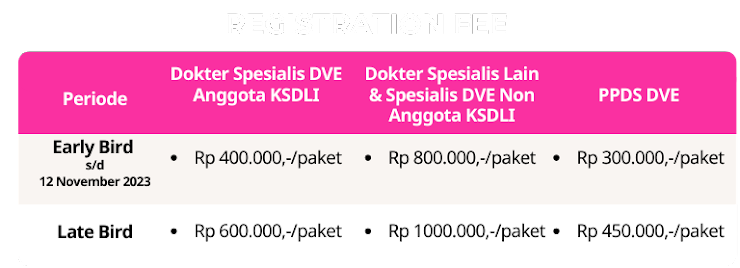 REGISTRATION FEE
Periode
Dokter Spesialis DVE
Anggota KSDLI
Dokter Spesialis Lain
& Spesialis DVE Non
Anggota KSDLI
PPDS DVE
Early Bird
s/d
12 November 2023
• Rp 400.000,-/paket
• Rp 800.000,-/paket
• Rp 300.000,-/paket
Late Bird
• Rp 600.000,-/paket
• Rp 1000.000,-/paket
• Rp 450.000,-/paket